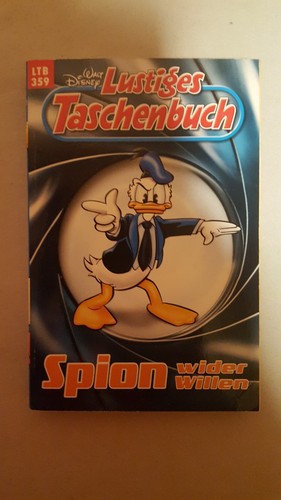 LTB
359
Walt Disney
Lustiges
Taschenbuch
Spion wider
Willen